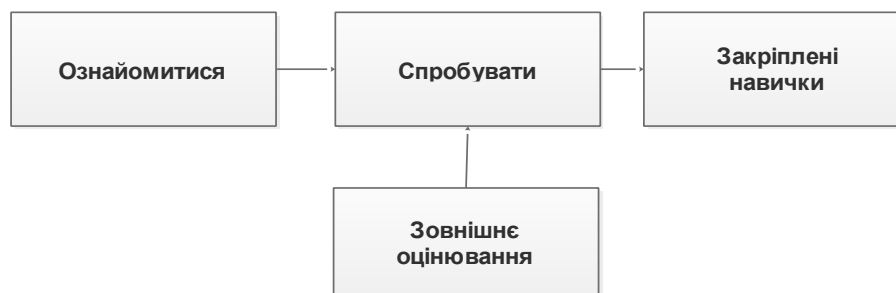 Ознайомитися
Спробувати
Закріплені
навички
Зовнішнє
оцінювання